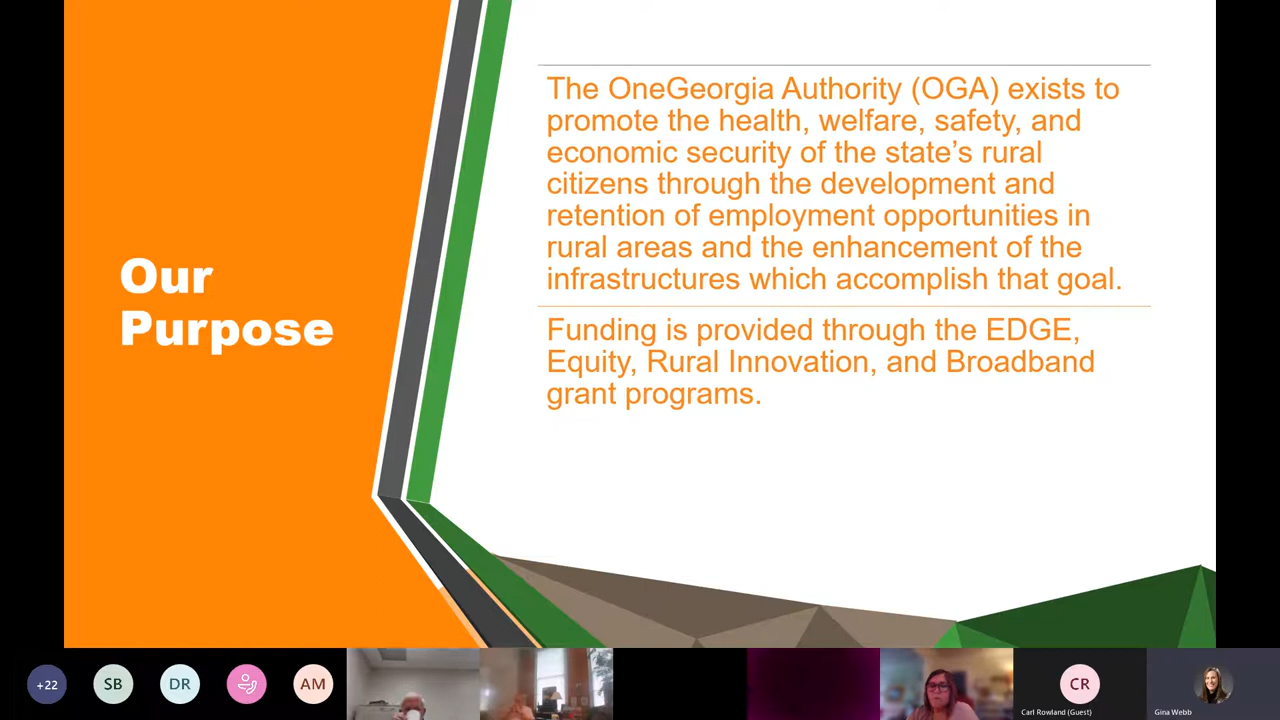 Our
Purpose
The OneGeorgia Authority (OGA) exists to
promote the health, welfare, safety, and
economic security of the state’s rural
citizens through the development and
retention of employment opportunities in
rural areas and the enhancement of the
infrastructures which accomplish that goal.
Funding is provided through the EDGE,
Equity, Rural Innovation, and Broadband
grant programs.
+22
SB
DR
AM
CR
Carl Rowland (Guest)
Gina Webb